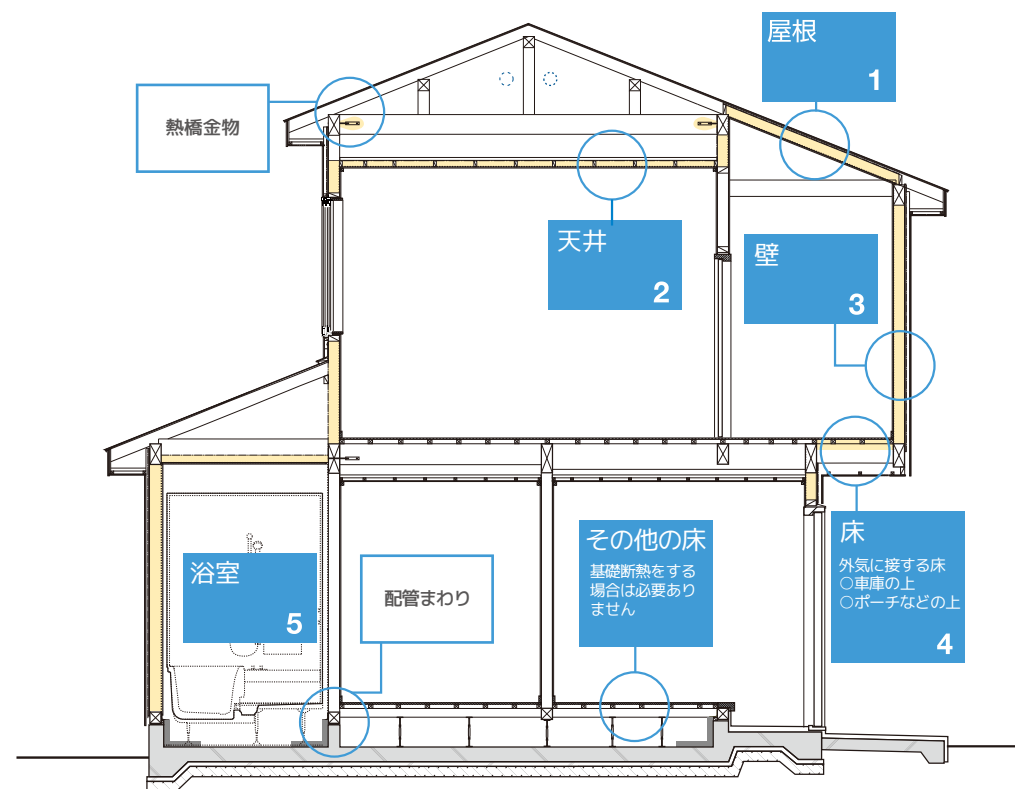 屋根
1
熱橋金物
天井
2
壁
3
床
外気に接する床
○車庫の上
○ポーチなどの上
4
その他の床
基礎断熱をする
場合は必要あり
ません
浴室
5
配管まわり